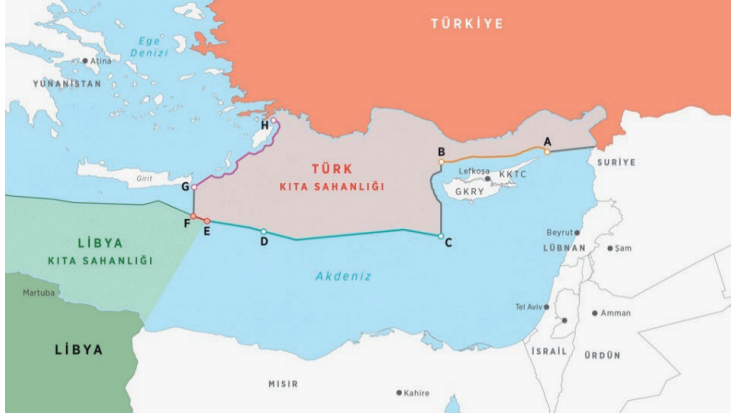 TÜRKİYE
Ege
Denizi
Atina
YUNANİSTAN
H
A
B
TÜRK
KITA SAHANLIĞI
SURİYE
Lefkoşa
KKTC
GKRY
Girit
G
F
E
D
C
Beyrut
LÜBNAN
Şam
LİBYA
KITA SAHANLIĞI
Akdeniz
Martuba
Tel Aviv
Amman
LİBYA
İSRAİL
ÜRDÜN
MISIR
Kahire